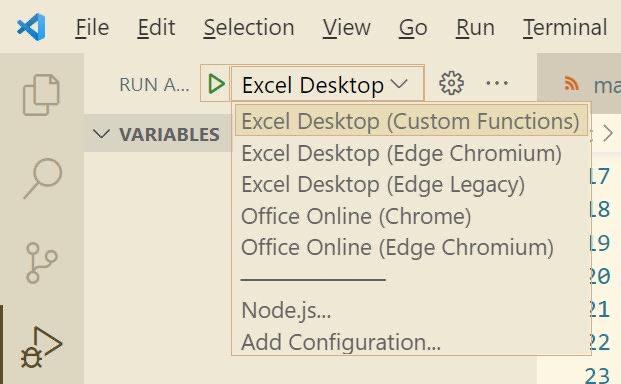 File Edit Selection View Go Run Terminal
RUN A... Excel Desktop ...
VARIABLES
Excel Desktop (Custom Functions)
Excel Desktop (Edge Chromium)
Excel Desktop (Edge Legacy)
Office Online (Chrome)
Office Online (Edge Chromium)
Node.js...
Add Configuration...
ma
17
18
19
20
21
22
23